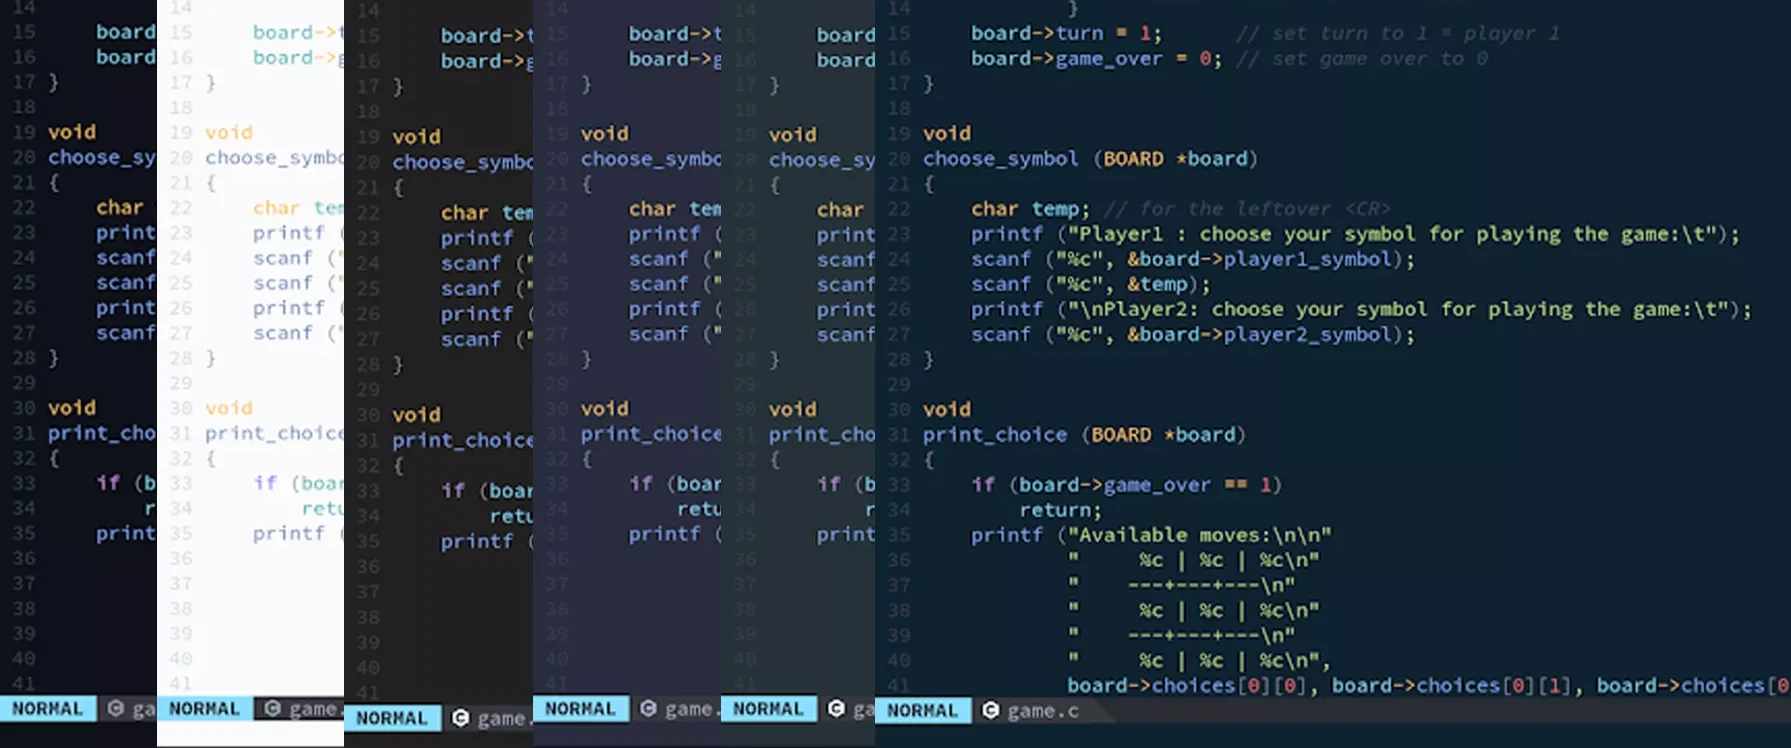 14
15 board
16 board
17 }
18
19 void
20 choose_sy
21 {
22 char
23 print
24 scanf
25 scanf
26 print
27 scanf
28 }
29
30 void
31 print_cho
32 {
33 if (b
34 r
35 print
36
37
38
39
40
41
NORMAL ga
14
15 board->t
16 board->g
17 }
18
19 void
20 choose_symbo
21 {
22 char tem
23 printf (
24 scanf ("
25 scanf ("
26 printf (
27 scanf ("
28 }
29
30 void
31 print_choice
32 {
33 if (boar
34 retu
35 printf (
36
37
38
39
40
41
NORMAL game.
14
15 board->t
16 board->g
17 }
18
19 void
20 choose_symbo
21 {
22 char tem
23 printf (
24 scanf ("
25 scanf ("
26 printf (
27 scanf ("
28 }
29
30 void
31 print_choice
32 {
33 if (boar
34 retu
35 printf (
36
37
38
39
40
41
NORMAL game.
14
15 board->t
16 board->g
17 }
18
19 void
20 choose_symbo
21 {
22 char tem
23 printf (
24 scanf ("
25 scanf ("
26 printf (
27 scanf ("
28 }
29
30 void
31 print_choice
32 {
33 if (boar
34 retu
35 printf (
36
37
38
39
40
41
NORMAL game.
14
15 board
16 board
17 }
18
19 void
20 choose_sy
21 {
22 char
23 print
24 scanf
25 scanf
26 print
27 scanf
28 }
29
30 void
31 print_cho
32 {
33 if (b
34 r
35 print
36
37
38
39
40
41
NORMAL ga
14 }
15 board->turn = 1; // set turn to 1 = player 1
16 board->game_over = 0; // set game over to 0
17 }
18
19 void
20 choose_symbol (BOARD *board)
21 {
22 char temp; // for the leftover <CR>
23 printf ("Player1 : choose your symbol for playing the game:\t");
24 scanf ("%c", &board->player1_symbol);
25 scanf ("%c", &temp);
26 printf ("\nPlayer2: choose your symbol for playing the game:\t");
27 scanf ("%c", &board->player2_symbol);
28 }
29
30 void
31 print_choice (BOARD *board)
32 {
33 if (board->game_over == 1)
34 return;
35 printf ("Available moves:\n\n"
36 " %c | %c | %c\n"
37 " ---+---+---\n"
38 " %c | %c | %c\n"
39 " ---+---+---\n"
40 " %c | %c | %c\n",
41 board->choices[0][0], board->choices[0][1], board->choices[0
NORMAL game.c